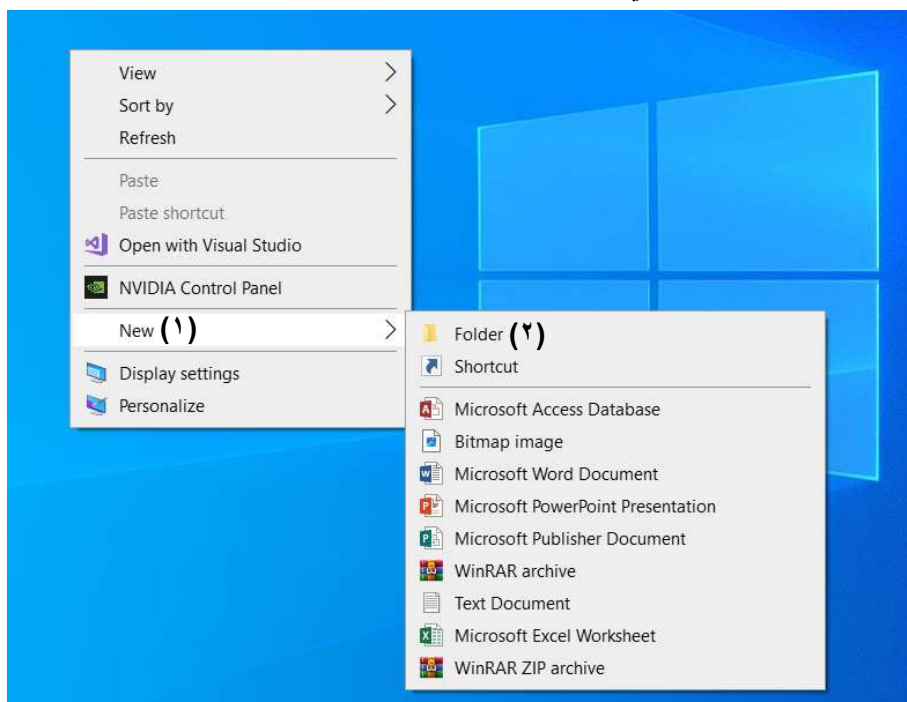 View
Sort by
Refresh
Paste
Paste shortcut
Open with Visual Studio
NVIDIA Control Panel
New (١)
Display settings
Personalize
Folder (٢)
Shortcut
Microsoft Access Database
Bitmap image
Microsoft Word Document
Microsoft PowerPoint Presentation
Microsoft Publisher Document
WinRAR archive
Text Document
Microsoft Excel Worksheet
WinRAR ZIP archive